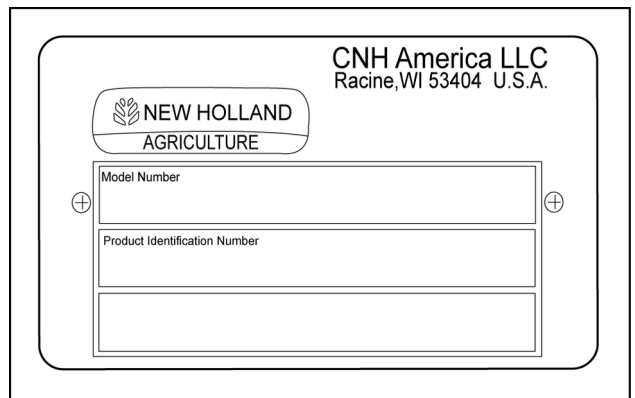 CNH America LLC
Racine,WI 53404 U.S.A.
NEW HOLLAND
AGRICULTURE
Model Number
Product Identification Number